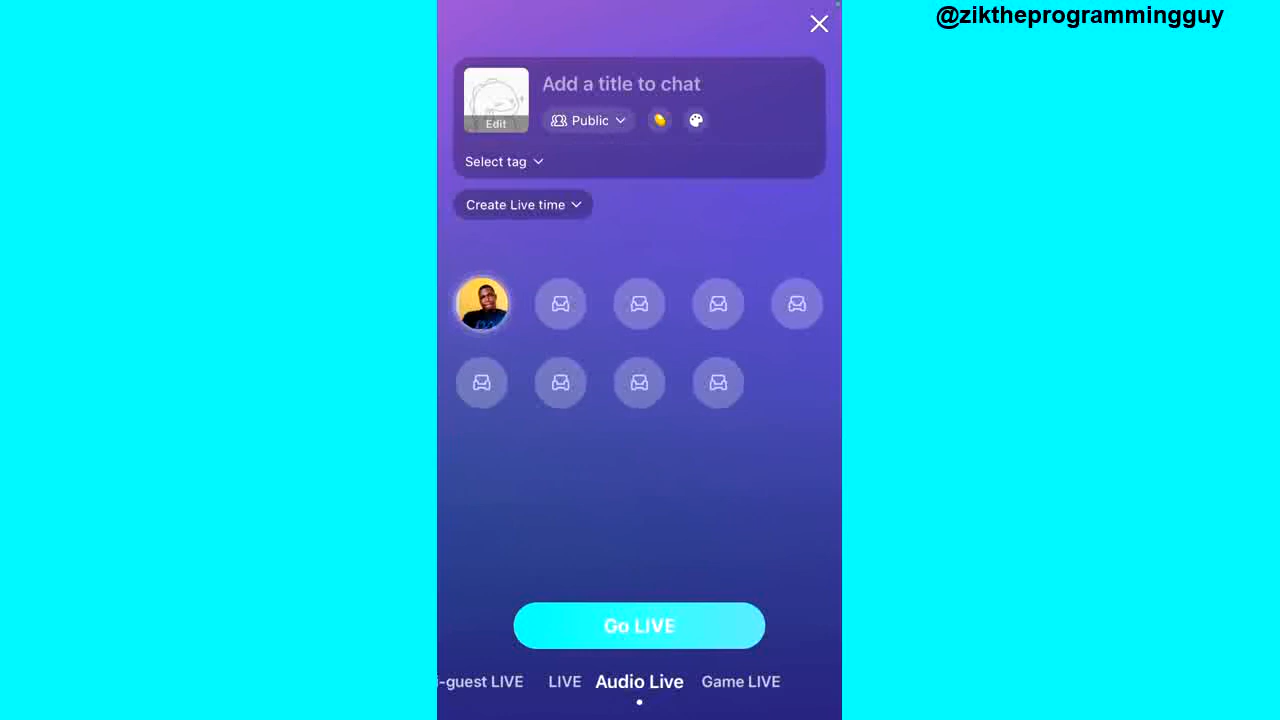 @ziktheprogrammingguy
Add a title to chat
Edit
Public
Select tag
Create Live time
Go LIVE
i-guest LIVE LIVE Audio Live Game LIVE